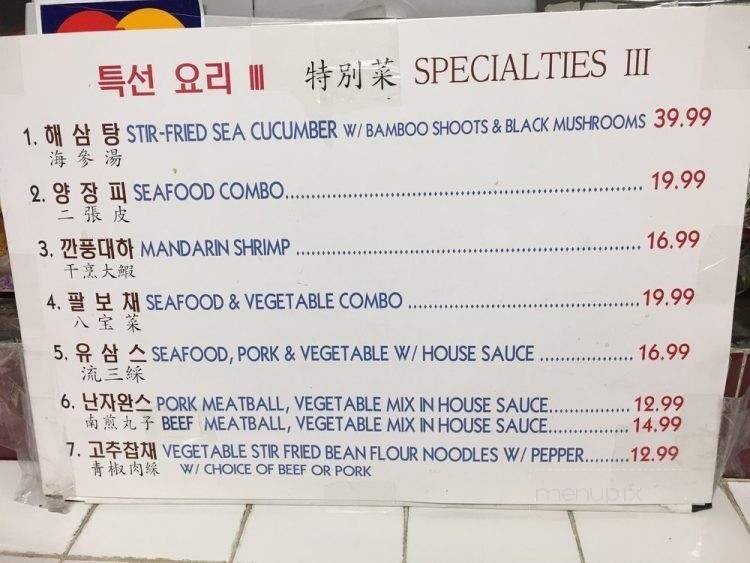 특선 요리 III 特別菜 SPECIALTIES III
1. 해 삼 탕 STIR-FRIED SEA CUCUMBER W/ BAMBOO SHOOTS & BLACK MUSHROOMS 39.99
海 參 湯
2. 양 장 피 SEAFOOD COMBO 19.99
二 張 皮
3. 깐풍대하 MANDARIN SHRIMP 16.99
干烹大蝦
4. 팔 보 채 SEAFOOD & VEGETABLE COMBO 19.99
八 宝 菜
5. 유 삼 스 SEAFOOD, PORK & VEGETABLE W/ HOUSE SAUCE 16.99
流三綵
6. 난자완스 PORK MEATBALL, VEGETABLE MIX IN HOUSE SAUCE 12.99
南煎丸子 BEEF MEATBALL, VEGETABLE MIX IN HOUSE SAUCE 14.99
7. 고추찹채 VEGETABLE STIR FRIED BEAN FLOUR NOODLES W/ PEPPER 12.99
青椒肉綵 W/ CHOICE OF BEEF OR PORK
menupix